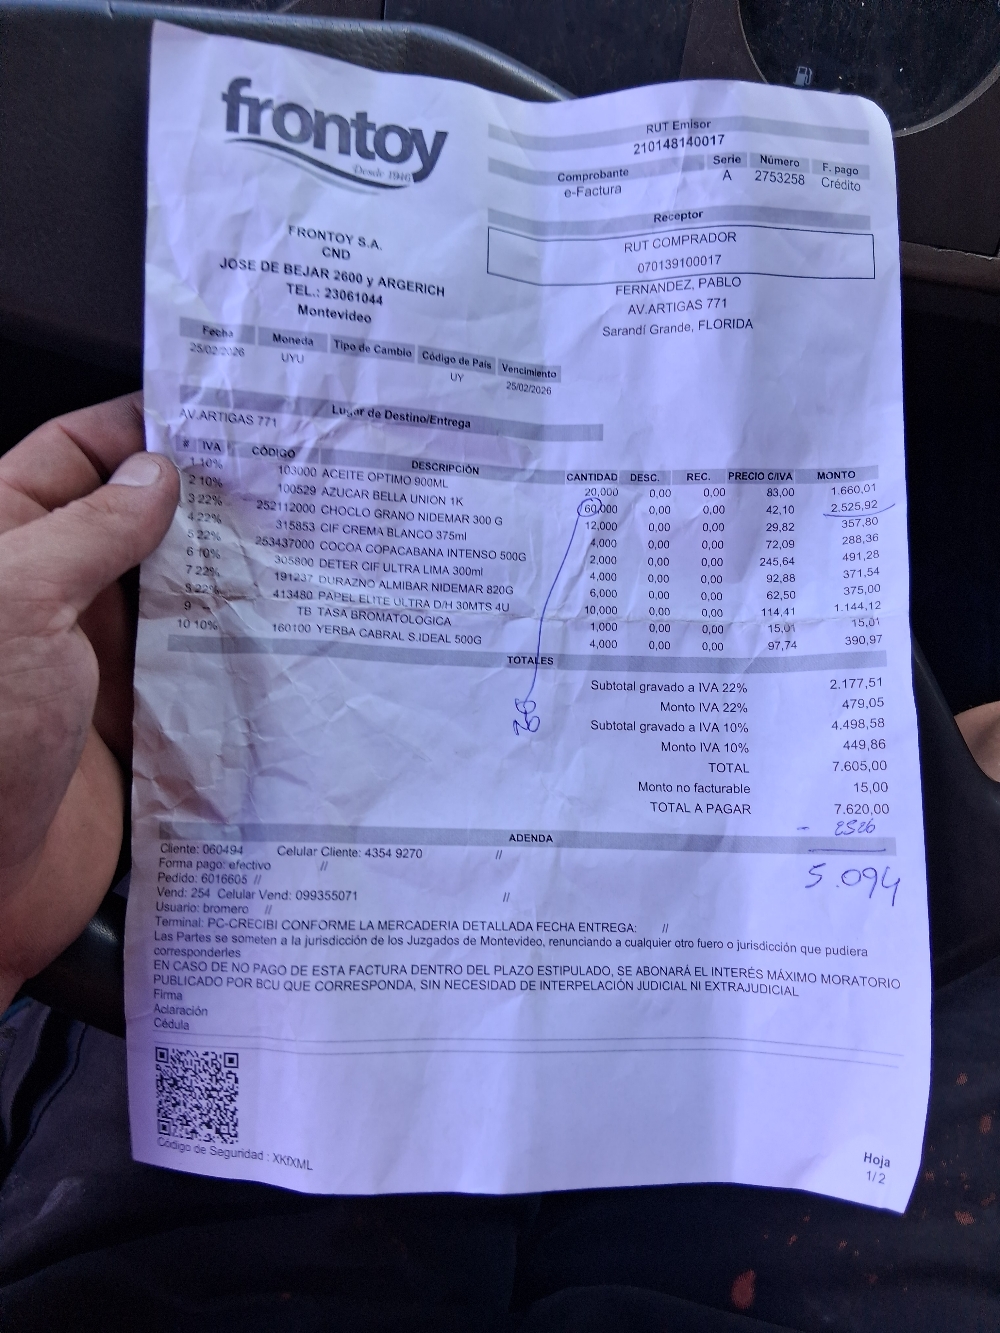 frontoy
Desde 1946
FRONTOY S.A.
CND
JOSE DE BEJAR 2600 y ARGERICH
TEL.: 23061044
Montevideo
RUT Emisor
210148140017
Comprobante Serie Número F. pago
e-Factura A 2753258 Crédito
Receptor
RUT COMPRADOR
070139100017
FERNANDEZ, PABLO
AV.ARTIGAS 771
Sarandí Grande, FLORIDA
Fecha Moneda Tipo de Cambio Código de País Vencimiento
25/02/2026 UYU UY 25/02/2026
Lugar de Destino/Entrega
AV.ARTIGAS 771
# IVA CÓDIGO DESCRIPCIÓN CANTIDAD DESC. REC. PRECIO C/IVA MONTO
1 10% 103000 ACEITE OPTIMO 900ML 20,000 0,00 0,00 83,00 1.660,01
2 10% 100529 AZUCAR BELLA UNION 1K 60,000 0,00 0,00 42,10 2.525,92
3 22% 252112000 CHOCLO GRANO NIDEMAR 300 G 12,000 0,00 0,00 29,82 357,80
4 22% 315853 CIF CREMA BLANCO 375ml 4,000 0,00 0,00 72,09 288,36
5 22% 253437000 COCOA COPACABANA INTENSO 500G 2,000 0,00 0,00 245,64 491,28
6 10% 305800 DETER CIF ULTRA LIMA 300ml 4,000 0,00 0,00 92,88 371,54
7 22% 191237 DURAZNO ALMIBAR NIDEMAR 820G 6,000 0,00 0,00 62,50 375,00
8 22% 413480 PAPEL ELITE ULTRA D/H 30MTS 4U 10,000 0,00 0,00 114,41 1.144,12
9 - TB TASA BROMATOLOGICA 1,000 0,00 0,00 15,01 15,01
10 10% 160100 YERBA CABRAL S.IDEAL 500G 4,000 0,00 0,00 97,74 390,97
TOTALES
Subtotal gravado a IVA 22% 2.177,51
Monto IVA 22% 479,05
Subtotal gravado a IVA 10% 4.498,58
Monto IVA 10% 449,86
TOTAL 7.605,00
Monto no facturable 15,00
TOTAL A PAGAR 7.620,00
- 2526
5.094
ADENDA
Cliente: 060494 Celular Cliente: 4354 9270 //
Forma pago: efectivo //
Pedido: 6016605 //
Vend: 254 Celular Vend: 099355071 //
Usuario: bromero //
Terminal: PC-CRECIBI CONFORME LA MERCADERIA DETALLADA FECHA ENTREGA: //
Las Partes se someten a la jurisdicción de los Juzgados de Montevideo, renunciando a cualquier otro fuero o jurisdicción que pudiera
corresponderles
EN CASO DE NO PAGO DE ESTA FACTURA DENTRO DEL PLAZO ESTIPULADO, SE ABONARÁ EL INTERÉS MÁXIMO MORATORIO
PUBLICADO POR BCU QUE CORRESPONDA, SIN NECESIDAD DE INTERPELACIÓN JUDICIAL NI EXTRAJUDICIAL
Firma
Aclaración
Cédula
Código de Seguridad : XKfXML
Hoja
1/2